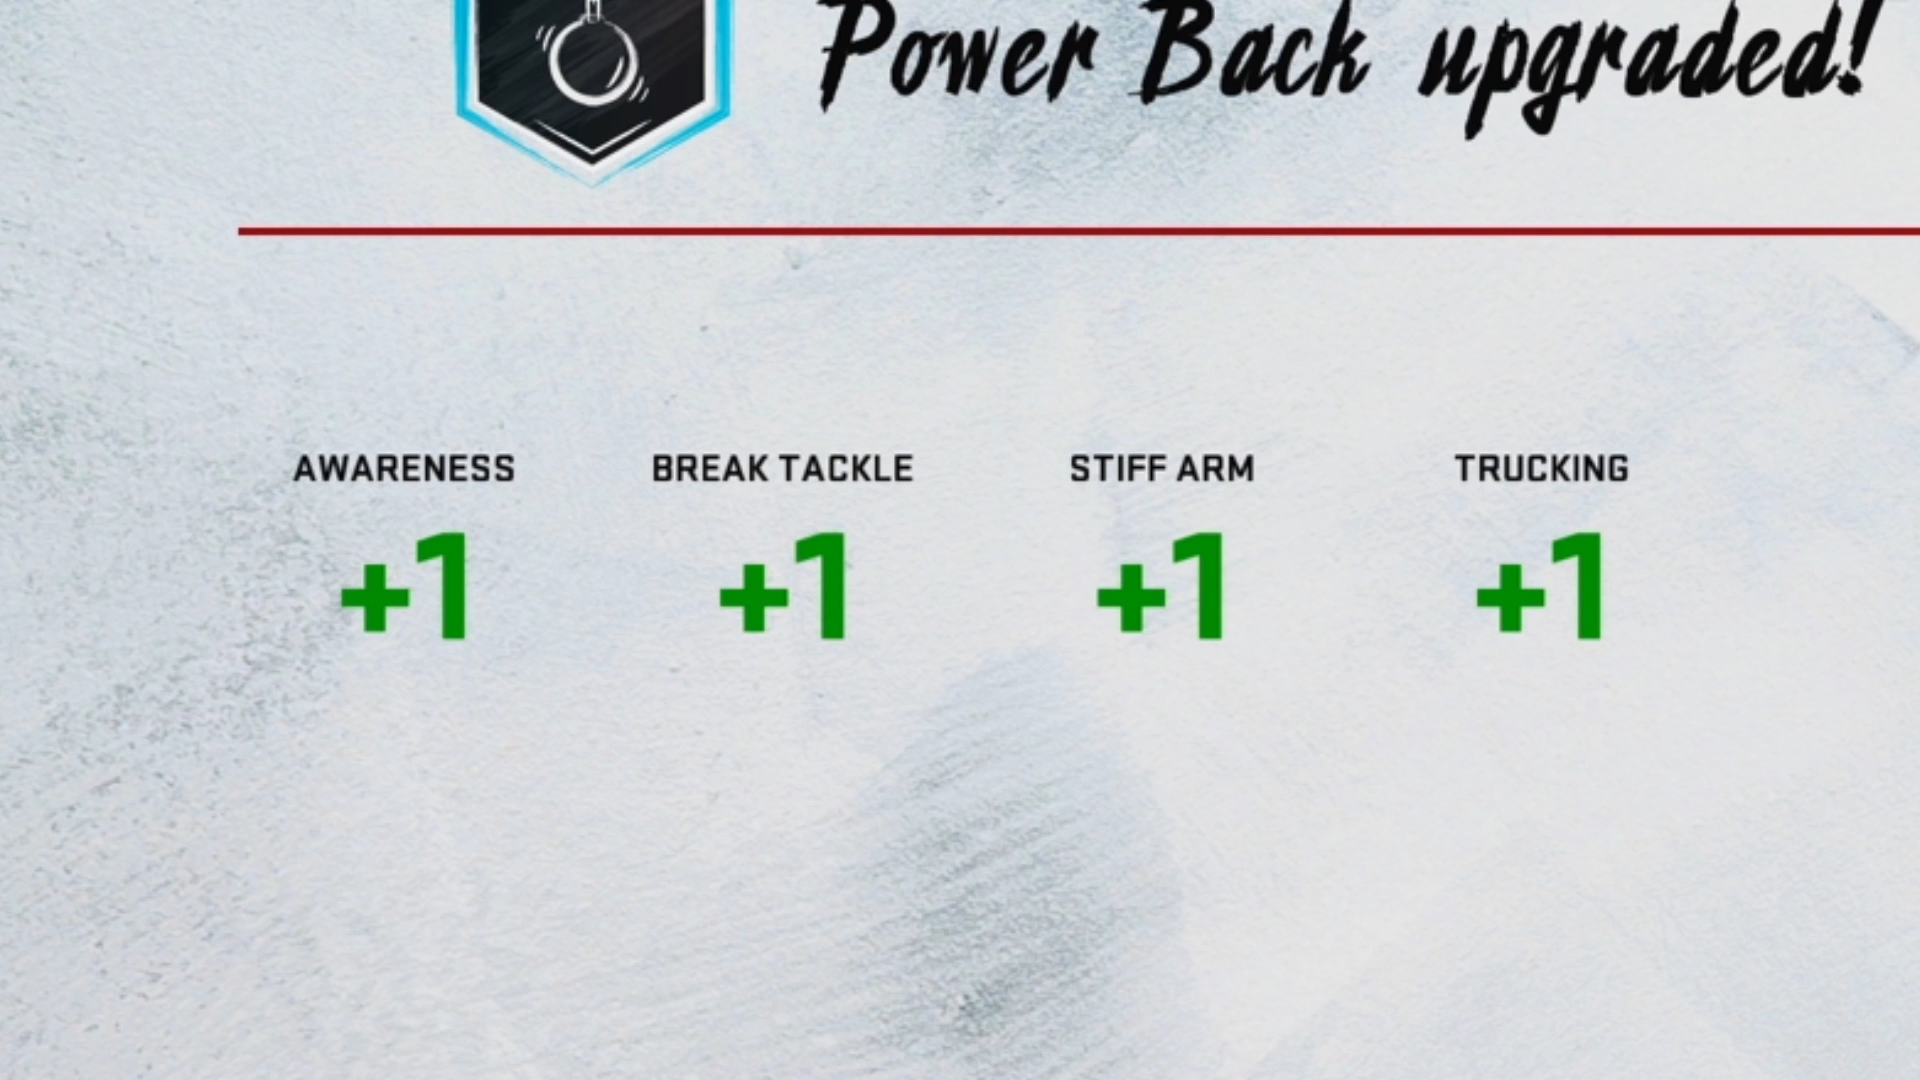 Power Back upgraded!
AWARENESS BREAK TACKLE STIFF ARM TRUCKING
+1 +1 +1 +1